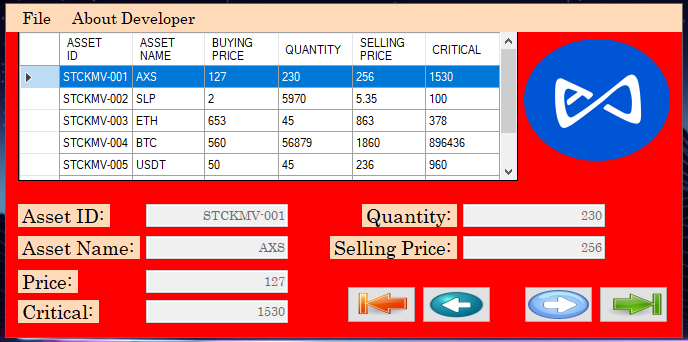 File About Developer
ASSET ID ASSET NAME BUYING PRICE QUANTITY SELLING PRICE CRITICAL
STCKMV-001 AXS 127 230 256 1530
STCKMV-002 SLP 2 5970 5.35 100
STCKMV-003 ETH 653 45 863 378
STCKMV-004 BTC 560 56879 1860 896436
STCKMV-005 USDT 50 45 236 960
Asset ID: STCKMV-001 Quantity: 230
Asset Name: AXS Selling Price: 256
Price: 127
Critical: 1530